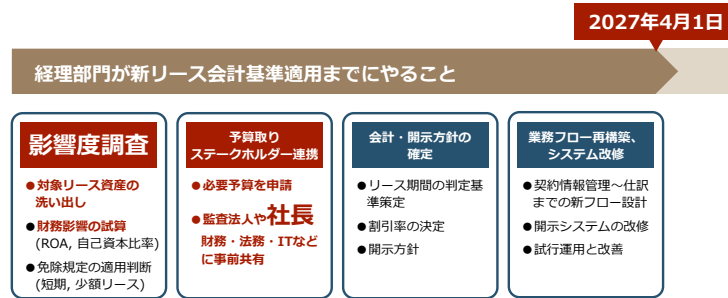 2027年4月1日
経理部門が新リース会計基準適用までにやること
影響度調査
●対象リース資産の
洗い出し
●財務影響の試算
(ROA, 自己資本比率)
●免除規定の適用判断
(短期, 少額リース)
予算取り
ステークホルダー連携
●必要予算を申請
●監査法人や社長
財務・法務・ITなど
に事前共有
会計・開示方針の
確定
●リース期間の判定基
準策定
●割引率の決定
●開示方針
業務フロー再構築、
システム改修
●契約情報管理～仕訳
までの新フロー設計
●開示システムの改修
●試行運用と改善